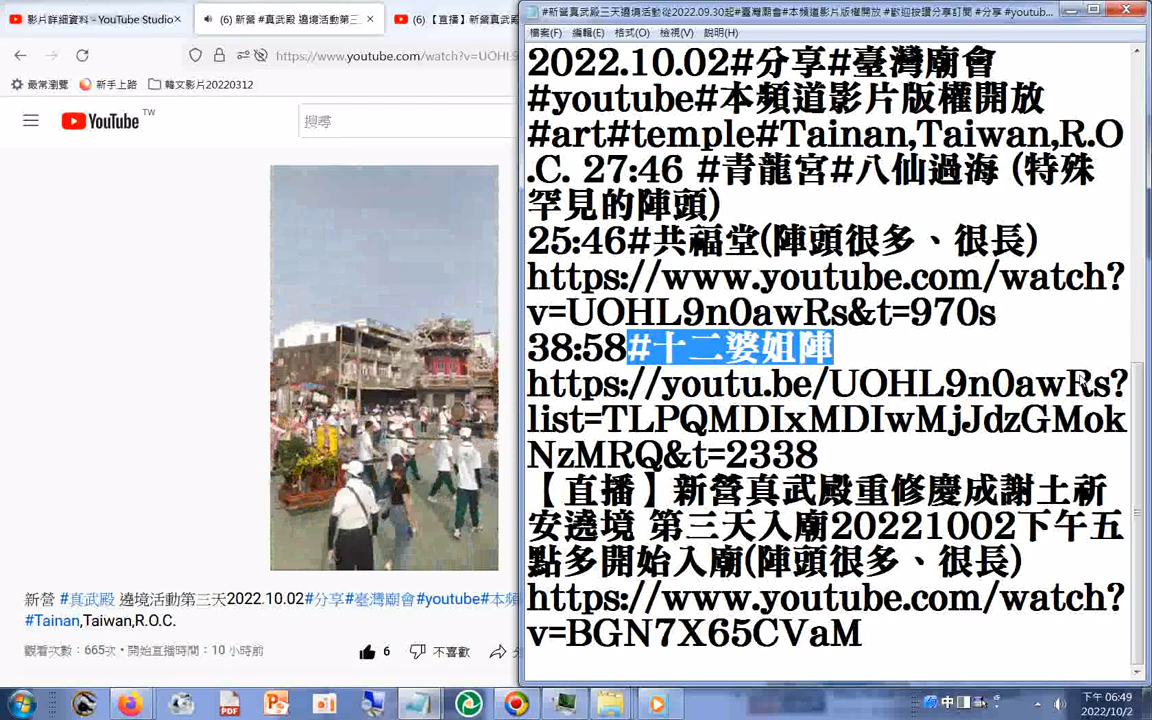 影片詳細資料 - YouTube Studio
(6) 新營 #真武殿 遶境活動第三
(6) 【直播】新營真武
https://www.youtube.com/watch?v=UOHL9
最常瀏覽
新手上路
韓文影片20220312
YouTube TW
搜尋
新營 #真武殿 遶境活動第三天2022.10.02#分享#臺灣廟會#youtube#本頻
#Tainan,Taiwan,R.O.C.
觀看次數：665次・開始直播時間：10 小時前
6
不喜歡
#新營真武殿三天遶境活動從2022.09.30起#臺灣廟會#本頻道影片版權開放 #歡迎按讚分享訂閱 #分享 #youtub...
檔案(F) 編輯(E) 格式(O) 檢視(V) 說明(H)
2022.10.02#分享#臺灣廟會
#youtube#本頻道影片版權開放
#art#temple#Tainan,Taiwan,R.O
.C. 27:46 #青龍宮#八仙過海 (特殊
罕見的陣頭)
25:46#共福堂(陣頭很多、很長)
https://www.youtube.com/watch?
v=UOHL9n0awRs&t=970s
38:58#十二婆姐陣
https://youtu.be/UOHL9n0awRs?
list=TLPQMDIxMDIwMjJdzGMok
NzMRQ&t=2338
【直播】新營真武殿重修慶成謝土祈
安遶境 第三天入廟20221002下午五
點多開始入廟(陣頭很多、很長)
https://www.youtube.com/watch?
v=BGN7X65CVaM
中
下午 06:49
2022/10/2